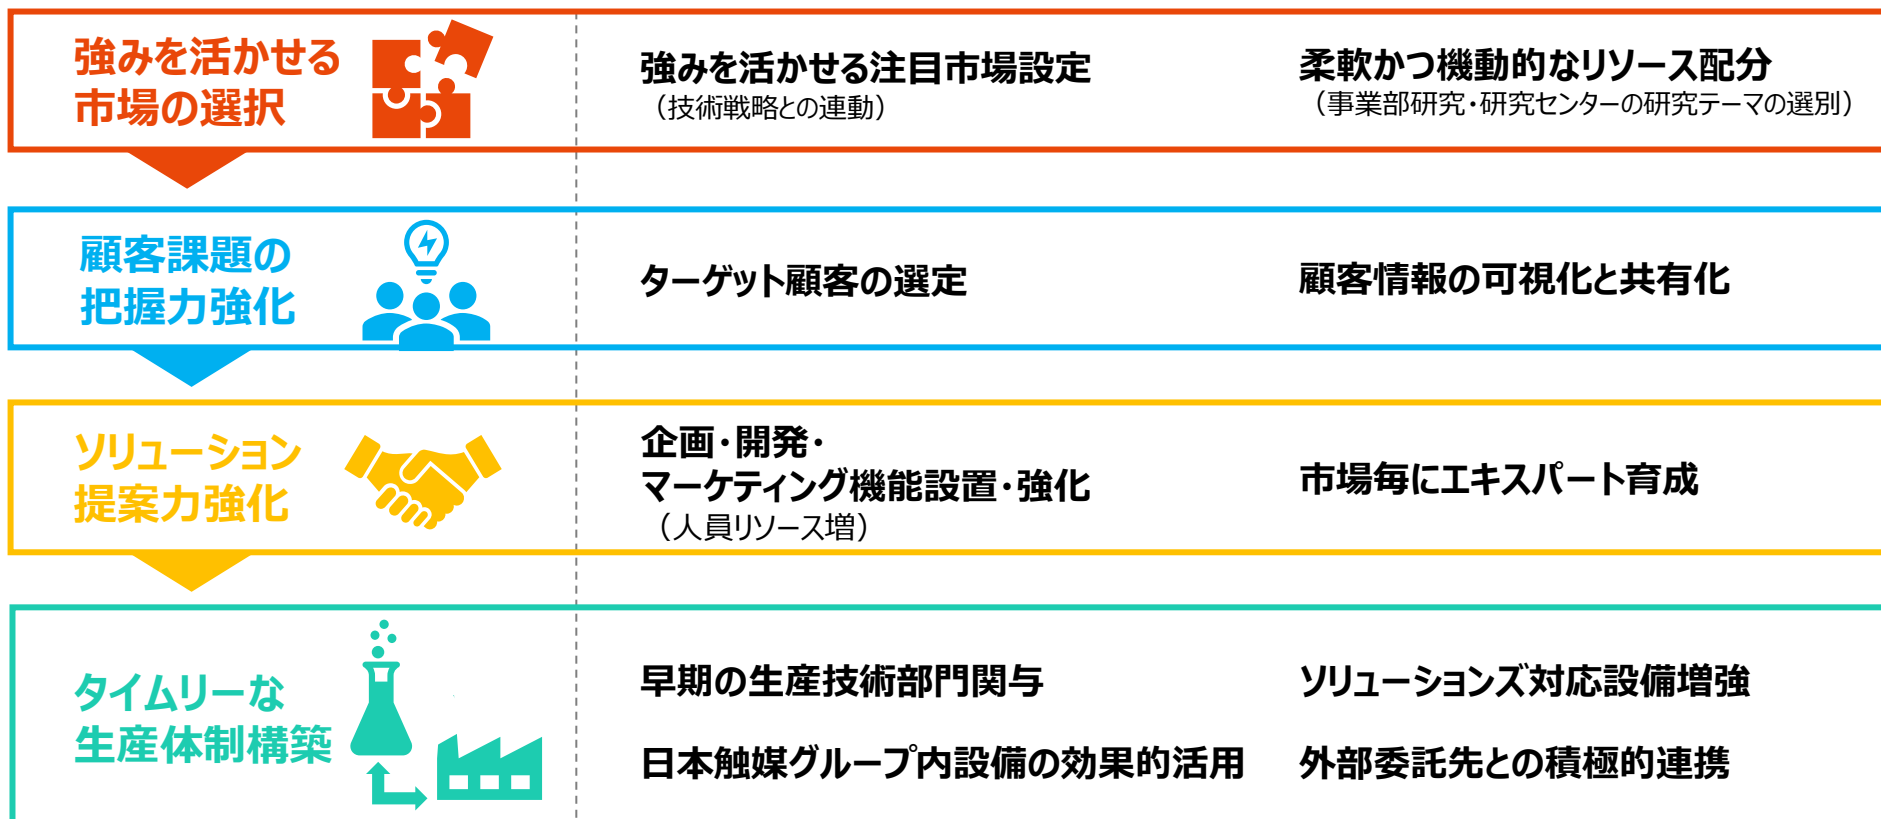 強みを活かせる
市場の選択
強みを活かせる注目市場設定
（技術戦略との連動）
柔軟かつ機動的なリソース配分
（事業部研究・研究センターの研究テーマの選別）
顧客課題の
把握力強化
ターゲット顧客の選定
顧客情報の可視化と共有化
ソリューション
提案力強化
企画・開発・
マーケティング機能設置・強化
（人員リソース増）
市場毎にエキスパート育成
タイムリーな
生産体制構築
早期の生産技術部門関与
ソリューションズ対応設備増強
日本触媒グループ内設備の効果的活用
外部委託先との積極的連携